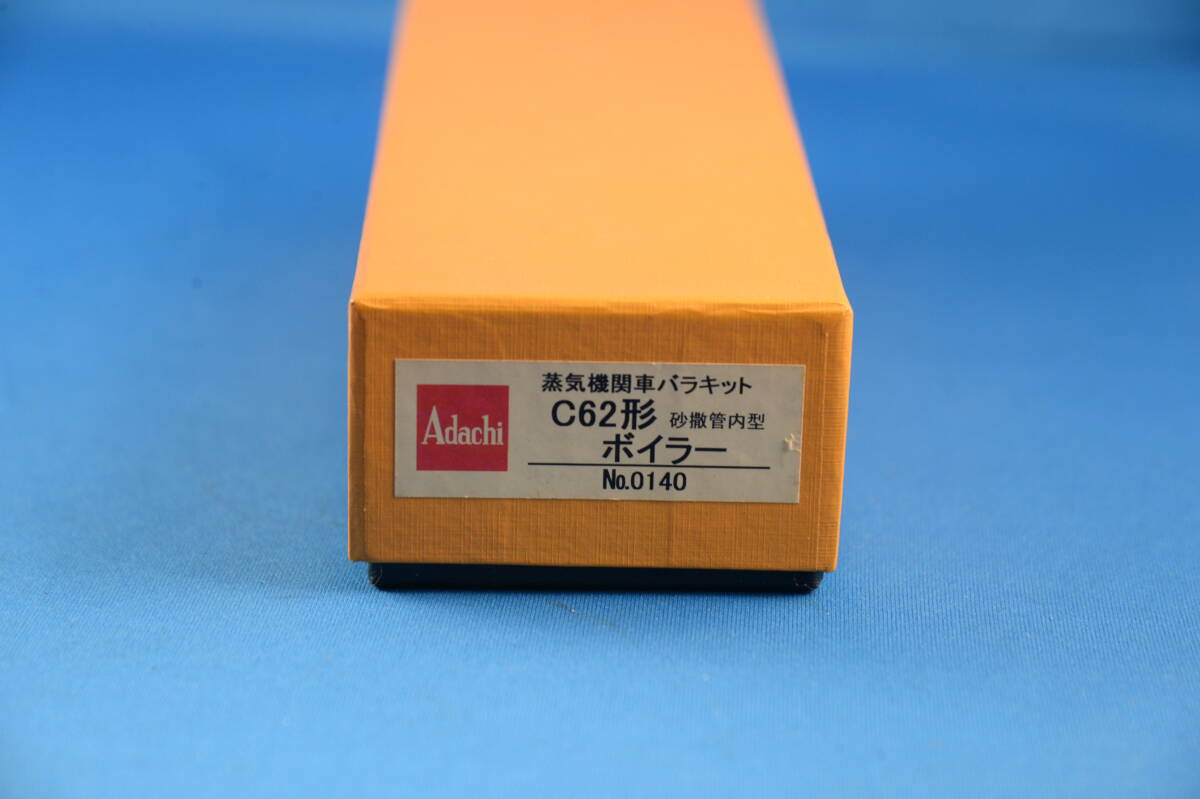 Adachi
蒸気機関車バラキット
C62形 砂撒管内型
ボイラー
No.0140